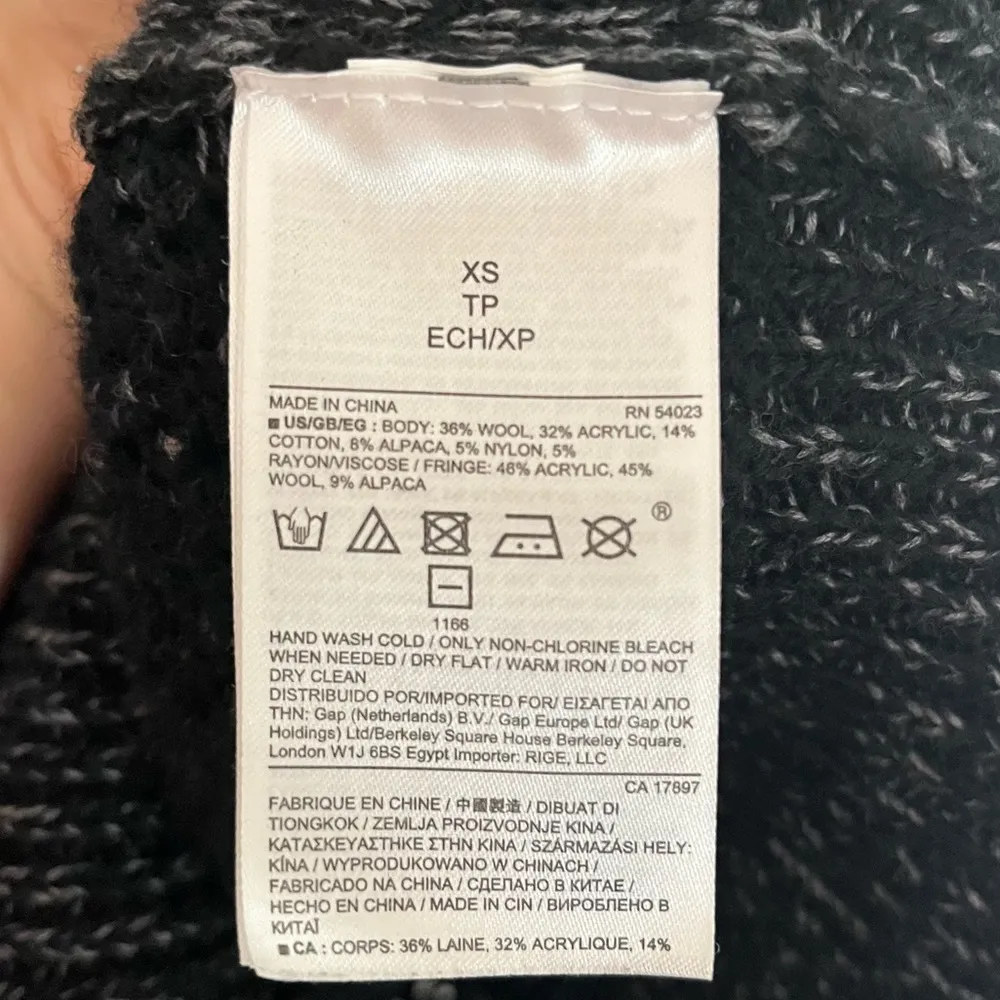 XS
TP
ECH/XP
MADE IN CHINA
RN 54023
US/GB/EG : BODY: 36% WOOL, 32% ACRYLIC, 14%
COTTON, 8% ALPACA, 5% NYLON, 5%
RAYON/VISCOSE / FRINGE: 46% ACRYLIC, 45%
WOOL, 9% ALPACA
®
1166
HAND WASH COLD / ONLY NON-CHLORINE BLEACH
WHEN NEEDED / DRY FLAT / WARM IRON / DO NOT
DRY CLEAN
DISTRIBUIDO POR/IMPORTED FOR/ ΕΙΣΑΓΕΤΑΙ ΑΠΟ
ΤΗΝ: Gap (Netherlands) B.V./ Gap Europe Ltd/ Gap (UK
Holdings) Ltd/Berkeley Square House Berkeley Square,
London W1J 6BS Egypt Importer: RIGE, LLC
CA 17897
FABRIQUE EN CHINE / 中國製造 / DIBUAT DI
TIONGKOK / ZEMLJA PROIZVODNJE KINA /
ΚΑΤΑΣΚΕΥΑΣΤΗΚΕ ΣΤΗΝ ΚΙΝΑ / SZÁRMAZÁSI HELY:
KÍNA / WYPRODUKOWANO W CHINACH /
FABRICADO NA CHINA / СДЕЛАНО В КИТАЕ /
HECHO EN CHINA / MADE IN CIN / ВИРОБЛЕНО В
КИТАЇ
CA : CORPS: 36% LAINE, 32% ACRYLIQUE, 14%